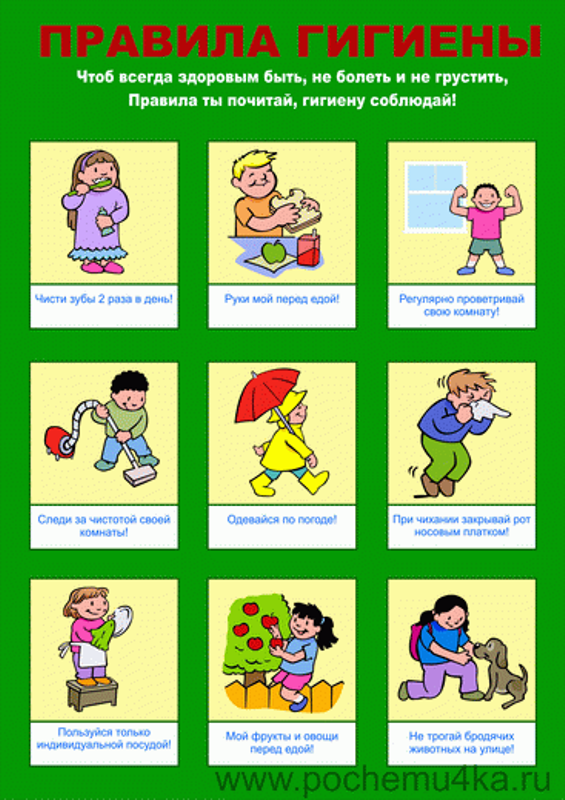 ПРАВИЛА ГИГИЕНЫ
Чтоб всегда здоровым быть, не болеть и не грустить,
Правила ты почитай, гигиену соблюдай!
Чисти зубы 2 раза в день!
Руки мой перед едой!
Регулярно проветривай
свою комнату!
Следи за чистотой своей
комнаты!
Одевайся по погоде!
При чихании закрывай рот
носовым платком!
Пользуйся только
индивидуальной посудой!
Мой фрукты и овощи
перед едой!
Не трогай бродячих
животных на улице!
www.pochemu4ka.ru